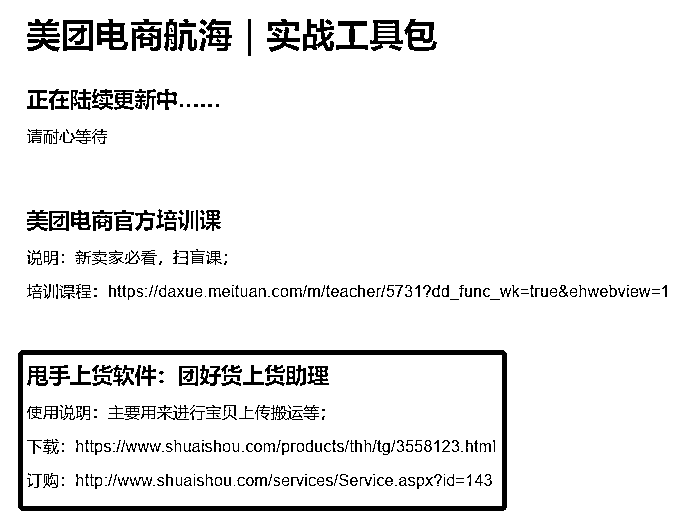 美团电商航海｜实战工具包
正在陆续更新中……
请耐心等待
美团电商官方培训课
说明：新卖家必看，扫盲课；
培训课程：https://daxue.meituan.com/m/teacher/5731?dd_func_wk=true&ehwebview=1
甩手上货软件：团好货上货助理
使用说明：主要用来进行宝贝上传搬运等；
下载：https://www.shuaishou.com/products/thh/tg/3558123.html
订购：http://www.shuaishou.com/services/Service.aspx?id=143